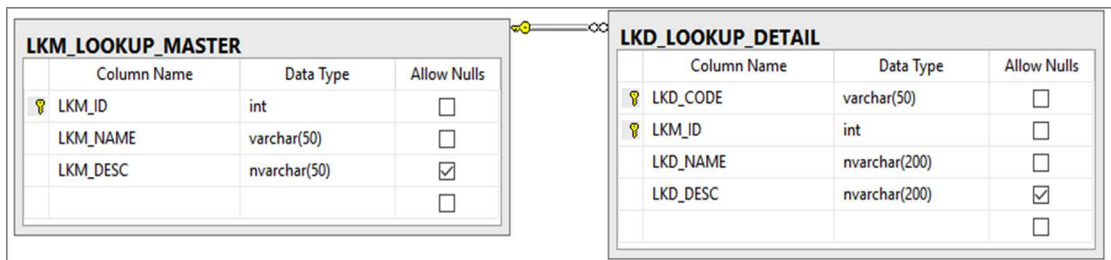 LKM_LOOKUP_MASTER
Column Name Data Type Allow Nulls
LKM_ID int
LKM_NAME varchar(50)
LKM_DESC nvarchar(50)
LKD_LOOKUP_DETAIL
Column Name Data Type Allow Nulls
LKD_CODE varchar(50)
LKM_ID int
LKD_NAME nvarchar(200)
LKD_DESC nvarchar(200)